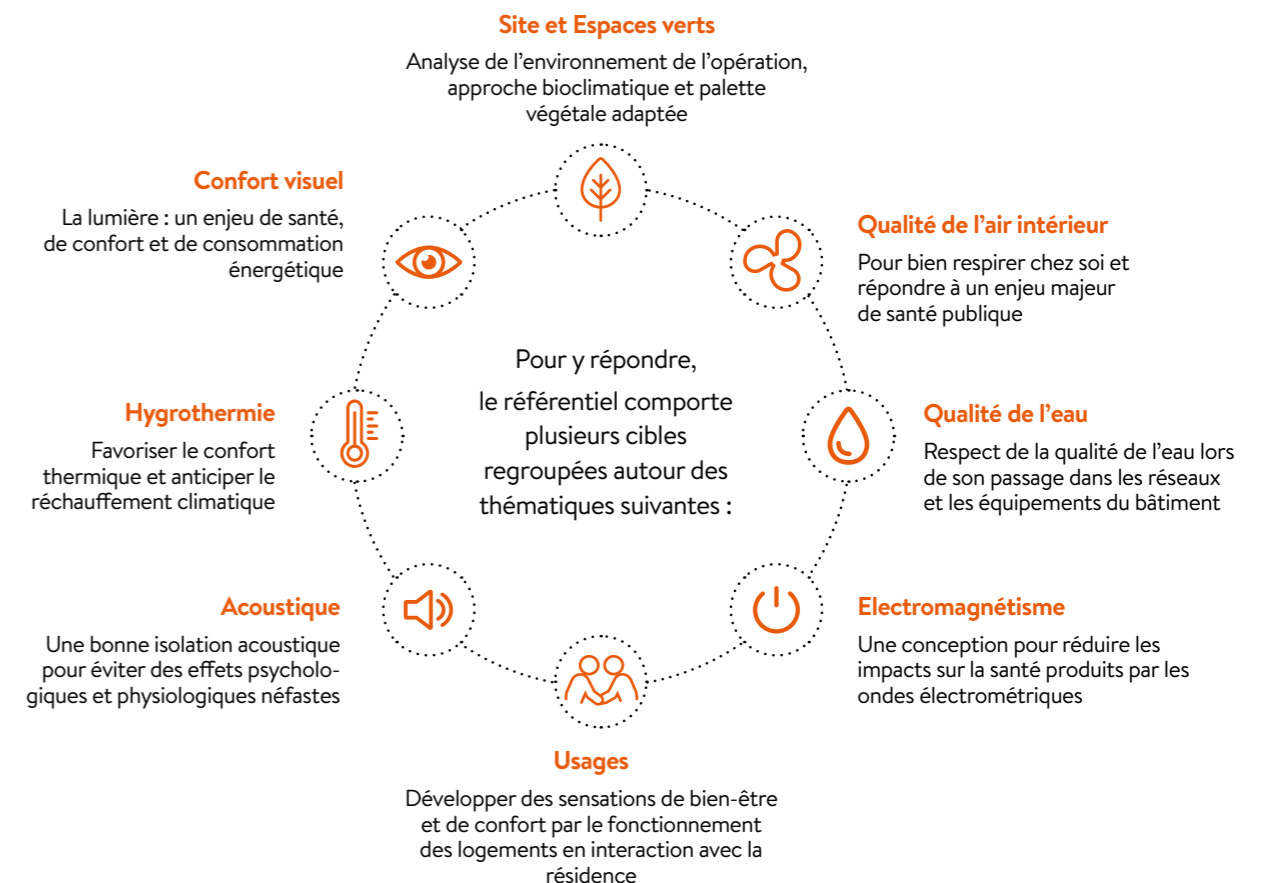 Site et Espaces verts
Analyse de l’environnement de l’opération,
approche bioclimatique et palette
végétale adaptée
Confort visuel
La lumière : un enjeu de santé,
de confort et de consommation
énergétique
Qualité de l’air intérieur
Pour bien respirer chez soi et
répondre à un enjeu majeur
de santé publique
Pour y répondre,
le référentiel comporte
plusieurs cibles
regroupées autour des
thématiques suivantes :
Hygrothermie
Favoriser le confort
thermique et anticiper le
réchauffement climatique
Qualité de l’eau
Respect de la qualité de l’eau lors
de son passage dans les réseaux
et les équipements du bâtiment
Acoustique
Une bonne isolation acoustique
pour éviter des effets psycholo-
giques et physiologiques néfastes
Electromagnétisme
Une conception pour réduire les
impacts sur la santé produits par les
ondes électrométriques
Usages
Développer des sensations de bien-être
et de confort par le fonctionnement
des logements en interaction avec la
résidence